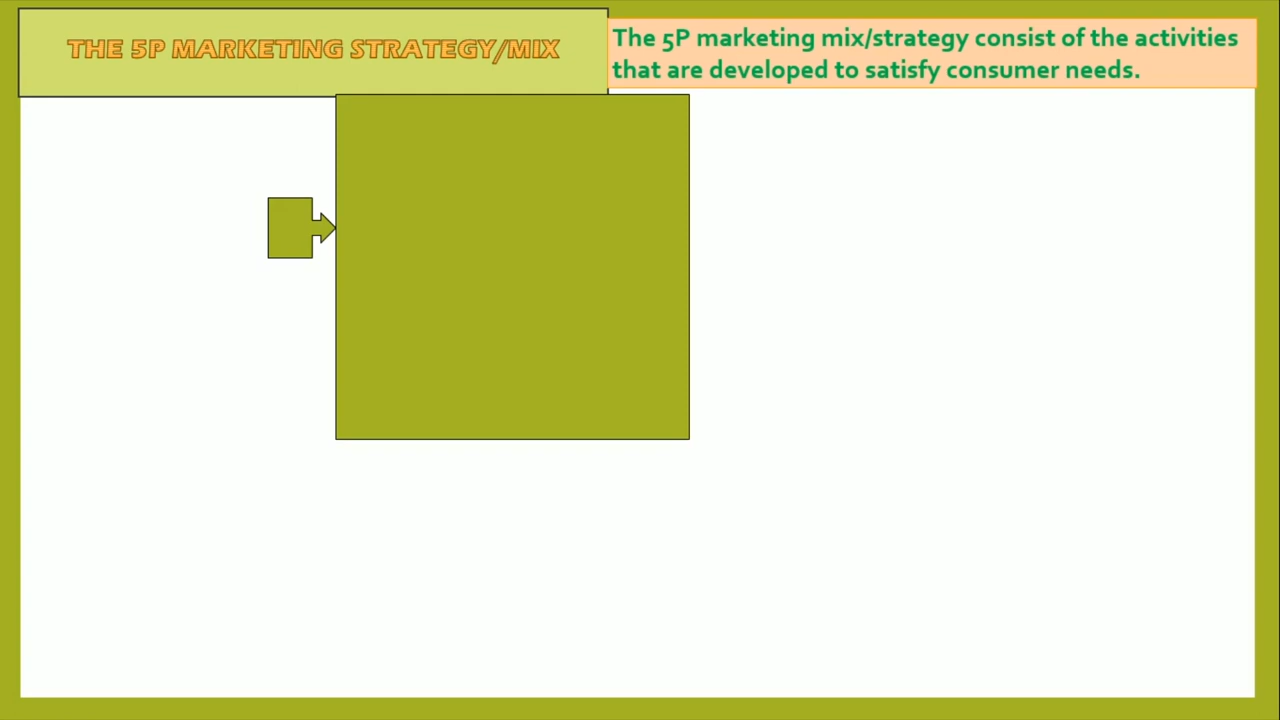 THE 5P MARKETING STRATEGY/MIX
The 5P marketing mix/strategy consist of the activities
that are developed to satisfy consumer needs.